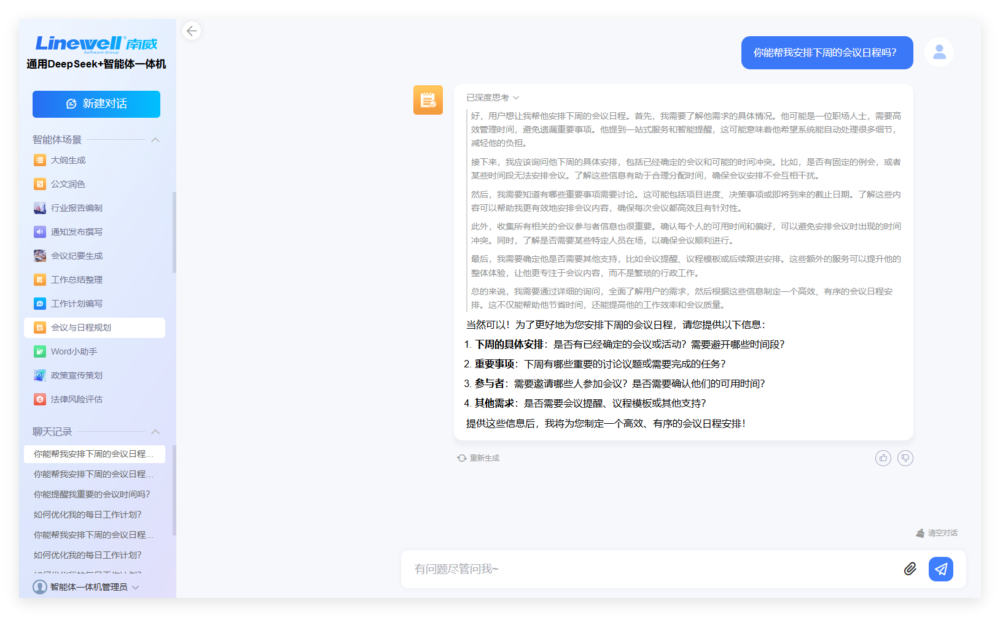 Linewell®南威
Software Group
通用DeepSeek+智能体一体机
新建对话
智能体场景
大纲生成
公文润色
行业报告编制
通知发布撰写
会议纪要生成
工作总结整理
工作计划编写
会议与日程规划
Word小助手
政策宣传策划
法律风险评估
聊天记录
你能帮我安排下周的会议日程...
你能帮我安排下周的会议日程...
你能提醒我重要的会议时间吗？
如何优化我的每日工作计划？
你能帮我安排下周的会议日程...
如何优化我的每日工作计划？
如何优化我的每日工作计划？
智能体一体机管理员
你能帮我安排下周的会议日程吗？
已深度思考
好，用户想让我帮他安排下周的会议日程。首先，我需要了解他需求的具体情况。他可能是一位职场人士，需要高
效管理时间，避免遗漏重要事项。他提到一站式服务和智能提醒，这可能意味着他希望系统能自动处理很多细节，
减轻他的负担。
接下来，我应该询问他下周的具体安排，包括已经确定的会议和可能的时间冲突。比如，是否有固定的例会，或者
某些时间段无法安排会议。了解这些信息有助于合理分配时间，确保会议安排不会互相干扰。
然后，我需要知道有哪些重要事项需要讨论。这可能包括项目进度、决策事项或即将到来的截止日期。了解这些内
容可以帮助我更有效地安排会议内容，确保每次会议都高效且有针对性。
此外，收集所有相关的会议参与者信息也很重要。确认每个人的可用时间和偏好，可以避免安排会议时出现的时间
冲突。同时，了解是否需要某些特定人员在场，以确保会议顺利进行。
最后，我需要确定他是否需要其他支持，比如会议提醒、议程模板或后续跟进安排。这些额外的服务可以提升他的
整体体验，让他更专注于会议内容，而不是繁琐的行政工作。
总的来说，我需要通过详细的询问，全面了解用户的需求，然后根据这些信息制定一个高效、有序的会议日程安
排。这不仅能帮助他节省时间，还能提高他的工作效率和会议质量。
当然可以！为了更好地为您安排下周的会议日程，请您提供以下信息：
1. 下周的具体安排：是否有已经确定的会议或活动？需要避开哪些时间段？
2. 重要事项：下周有哪些重要的讨论议题或需要完成的任务？
3. 参与者：需要邀请哪些人参加会议？是否需要确认他们的可用时间？
4. 其他需求：是否需要会议提醒、议程模板或其他支持？
提供这些信息后，我将为您制定一个高效、有序的会议日程安排！
重新生成
清空对话
有问题尽管问我~